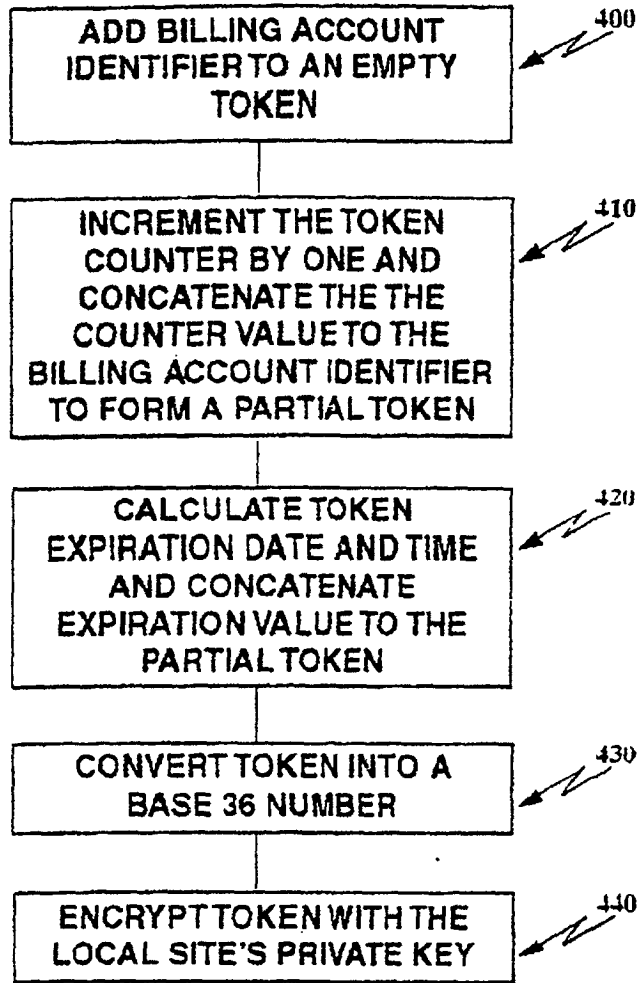 ADD BILLING ACCOUNT
IDENTIFIER TO AN EMPTY
TOKEN
400
INCREMENT THE TOKEN
COUNTER BY ONE AND
CONCATENATE THE THE
COUNTER VALUE TO THE
BILLING ACCOUNT IDENTIFIER
TO FORM A PARTIAL TOKEN
410
CALCULATE TOKEN
EXPIRATION DATE AND TIME
AND CONCATENATE
EXPIRATION VALUE TO THE
PARTIAL TOKEN
420
CONVERT TOKEN INTO A
BASE 36 NUMBER
430
ENCRYPT TOKEN WITH THE
LOCAL SITE'S PRIVATE KEY
440